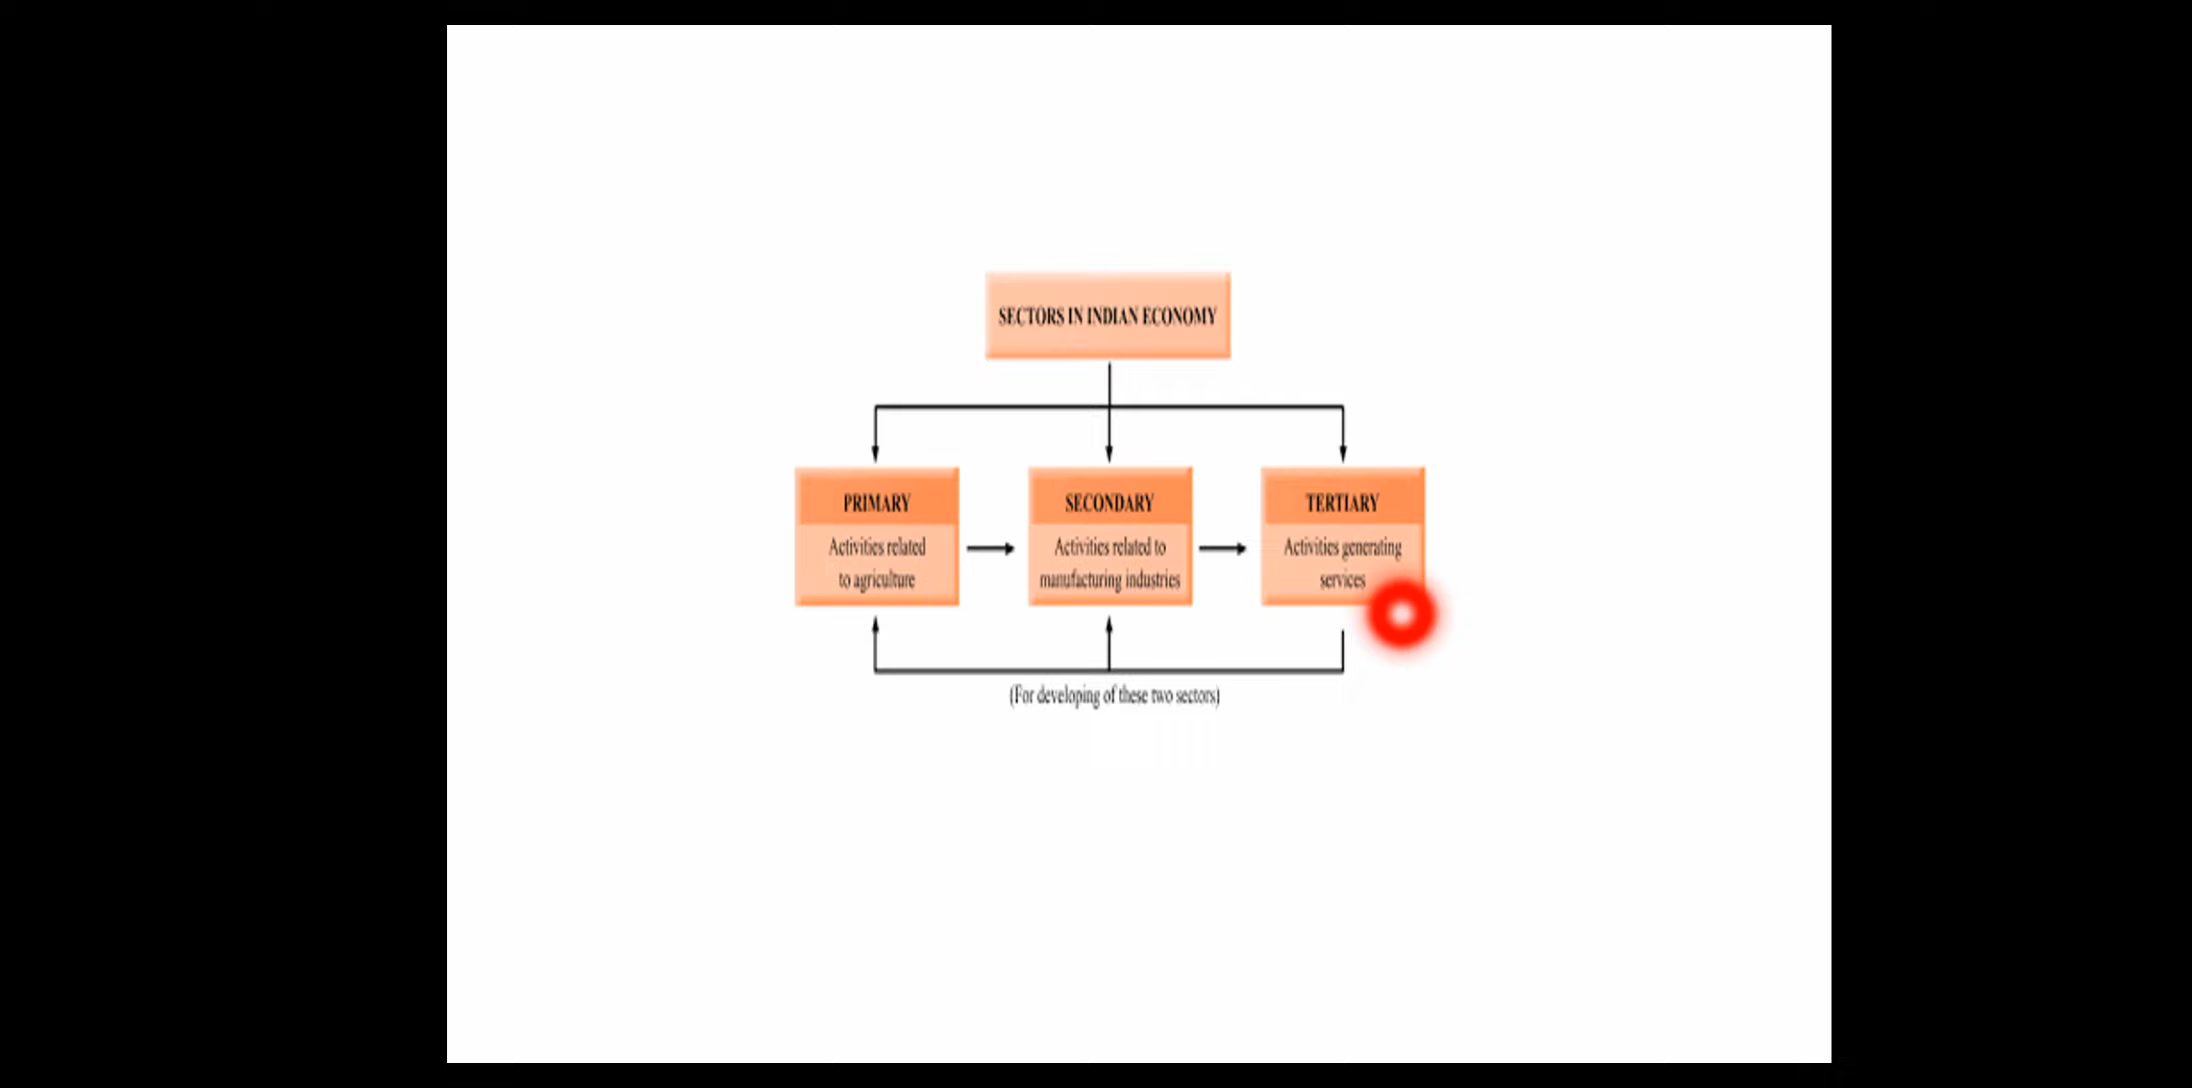 SECTORS IN INDIAN ECONOMY
PRIMARY
Activities related
to agriculture
SECONDARY
Activities related to
manufacturing industries
TERTIARY
Activities generating
services
(For developing of these two sectors)